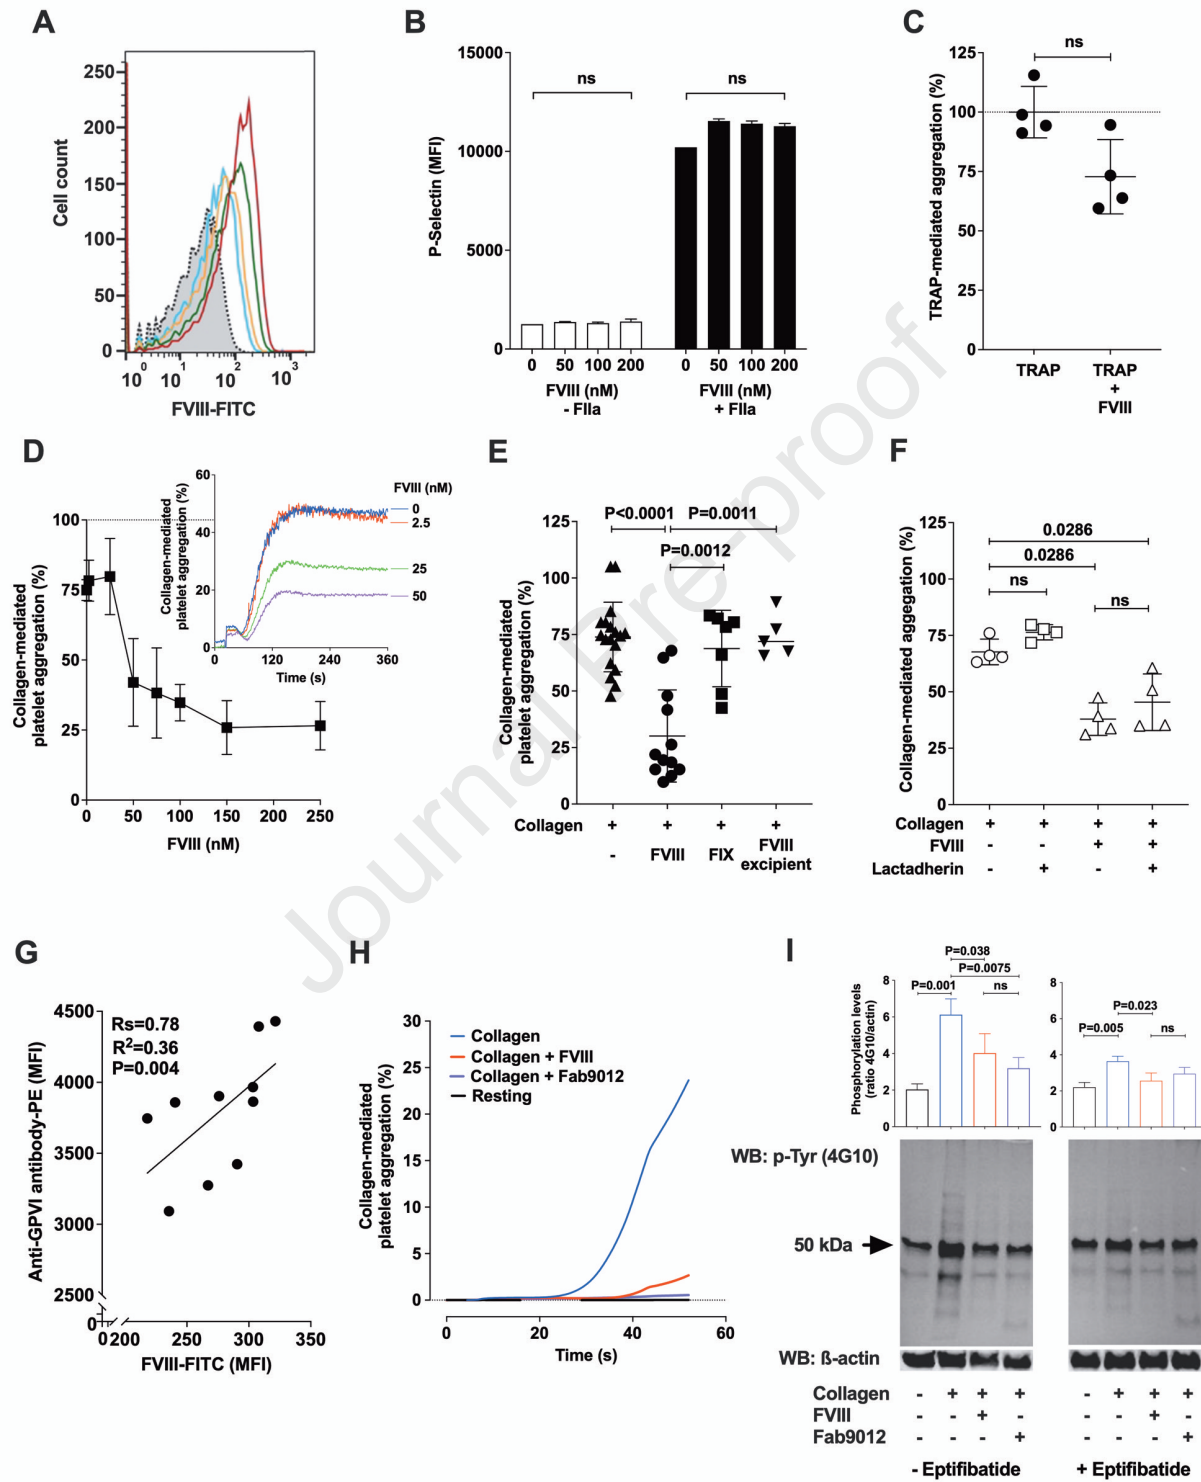 A
250
200
150
100
50
0
Cell count
10⁰ 10¹ 10² 10³
FVIII-FITC
B
15000
10000
5000
0
P-Selectin (MFI)
ns ns
0 50 100 200 0 50 100 200
FVIII (nM) FVIII (nM)
- FIIa + FIIa
C
125
100
75
50
25
0
TRAP-mediated aggregation (%)
ns
TRAP TRAP
+
FVIII
D
100
75
50
25
0
Collagen-mediated
platelet aggregation (%)
0 50 100 150 200 250
FVIII (nM)
60
40
20
0
Collagen-mediated
platelet aggregation (%)
0 120 240 360
Time (s)
FVIII (nM)
0
2.5
25
50
E
125
100
75
50
25
0
Collagen-mediated
platelet aggregation (%)
P<0.0001 P=0.0011
P=0.0012
Collagen + + + +
- FVIII FIX FVIII
excipient
F
125
100
75
50
25
0
Collagen-mediated aggegation (%)
0.0286
0.0286
ns
ns
Collagen + + + +
FVIII - - + +
Lactadherin - + - +
G
4500
4000
3500
3000
2500
0
Anti-GPVI antibody-PE (MFI)
Rs=0.78
R²=0.36
P=0.004
200 250 300 350
FVIII-FITC (MFI)
H
30
25
20
15
10
5
0
Collagen-mediated
platelet aggregation (%)
Collagen
Collagen + FVIII
Collagen + Fab9012
Resting
0 20 40 60
Time (s)
I
8
6
4
2
0
Phosphorylation levels
(ratio 4G10/actin)
P=0.038
P=0.0075
P=0.001 ns
8
6
4
2
0
P=0.023
P=0.005 ns
WB: p-Tyr (4G10)
50 kDa
WB: ß-actin
Collagen - + + + - + + +
FVIII + +
Fab9012 + +
- Eptifibatide + Eptifibatide
Journal Pre-proof